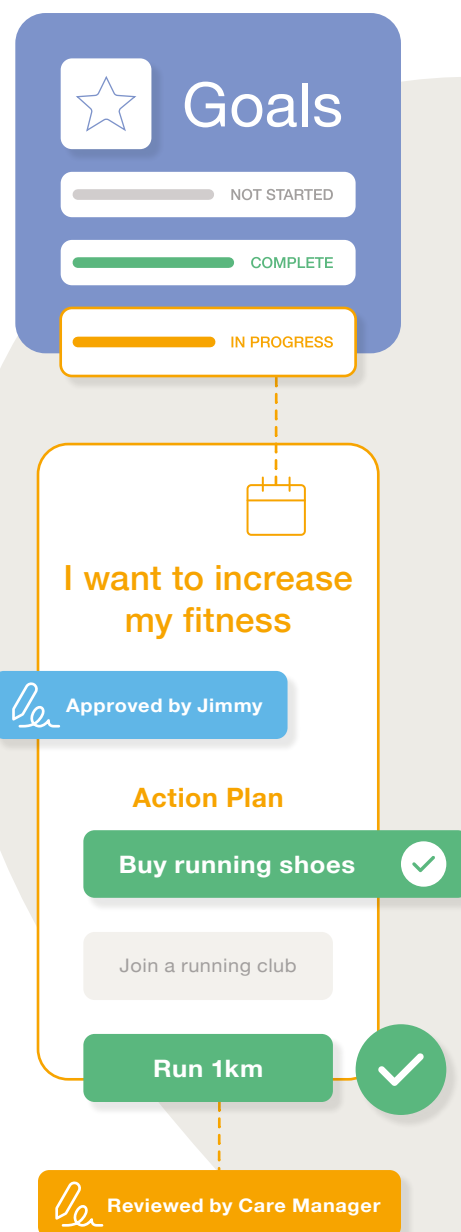 Goals
NOT STARTED
COMPLETE
IN PROGRESS
I want to increase
my fitness
Approved by Jimmy
Action Plan
Buy running shoes
Join a running club
Run 1km
Reviewed by Care Manager